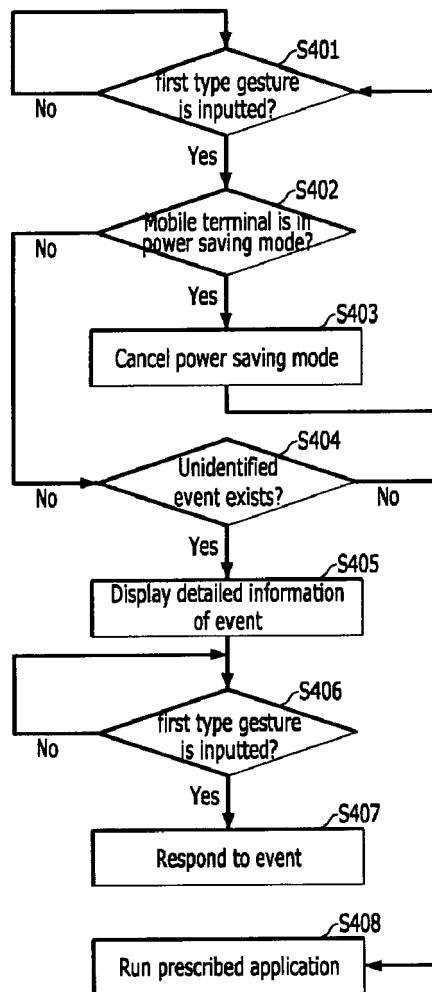 S401
first type gesture
is inputted?
No
Yes
S402
Mobile terminal is in
power saving mode?
No
Yes
S403
Cancel power saving mode
S404
Unidentified
event exists?
No
No
Yes
S405
Display detailed information
of event
S406
first type gesture
is inputted?
No
Yes
S407
Respond to event
S408
Run prescribed application